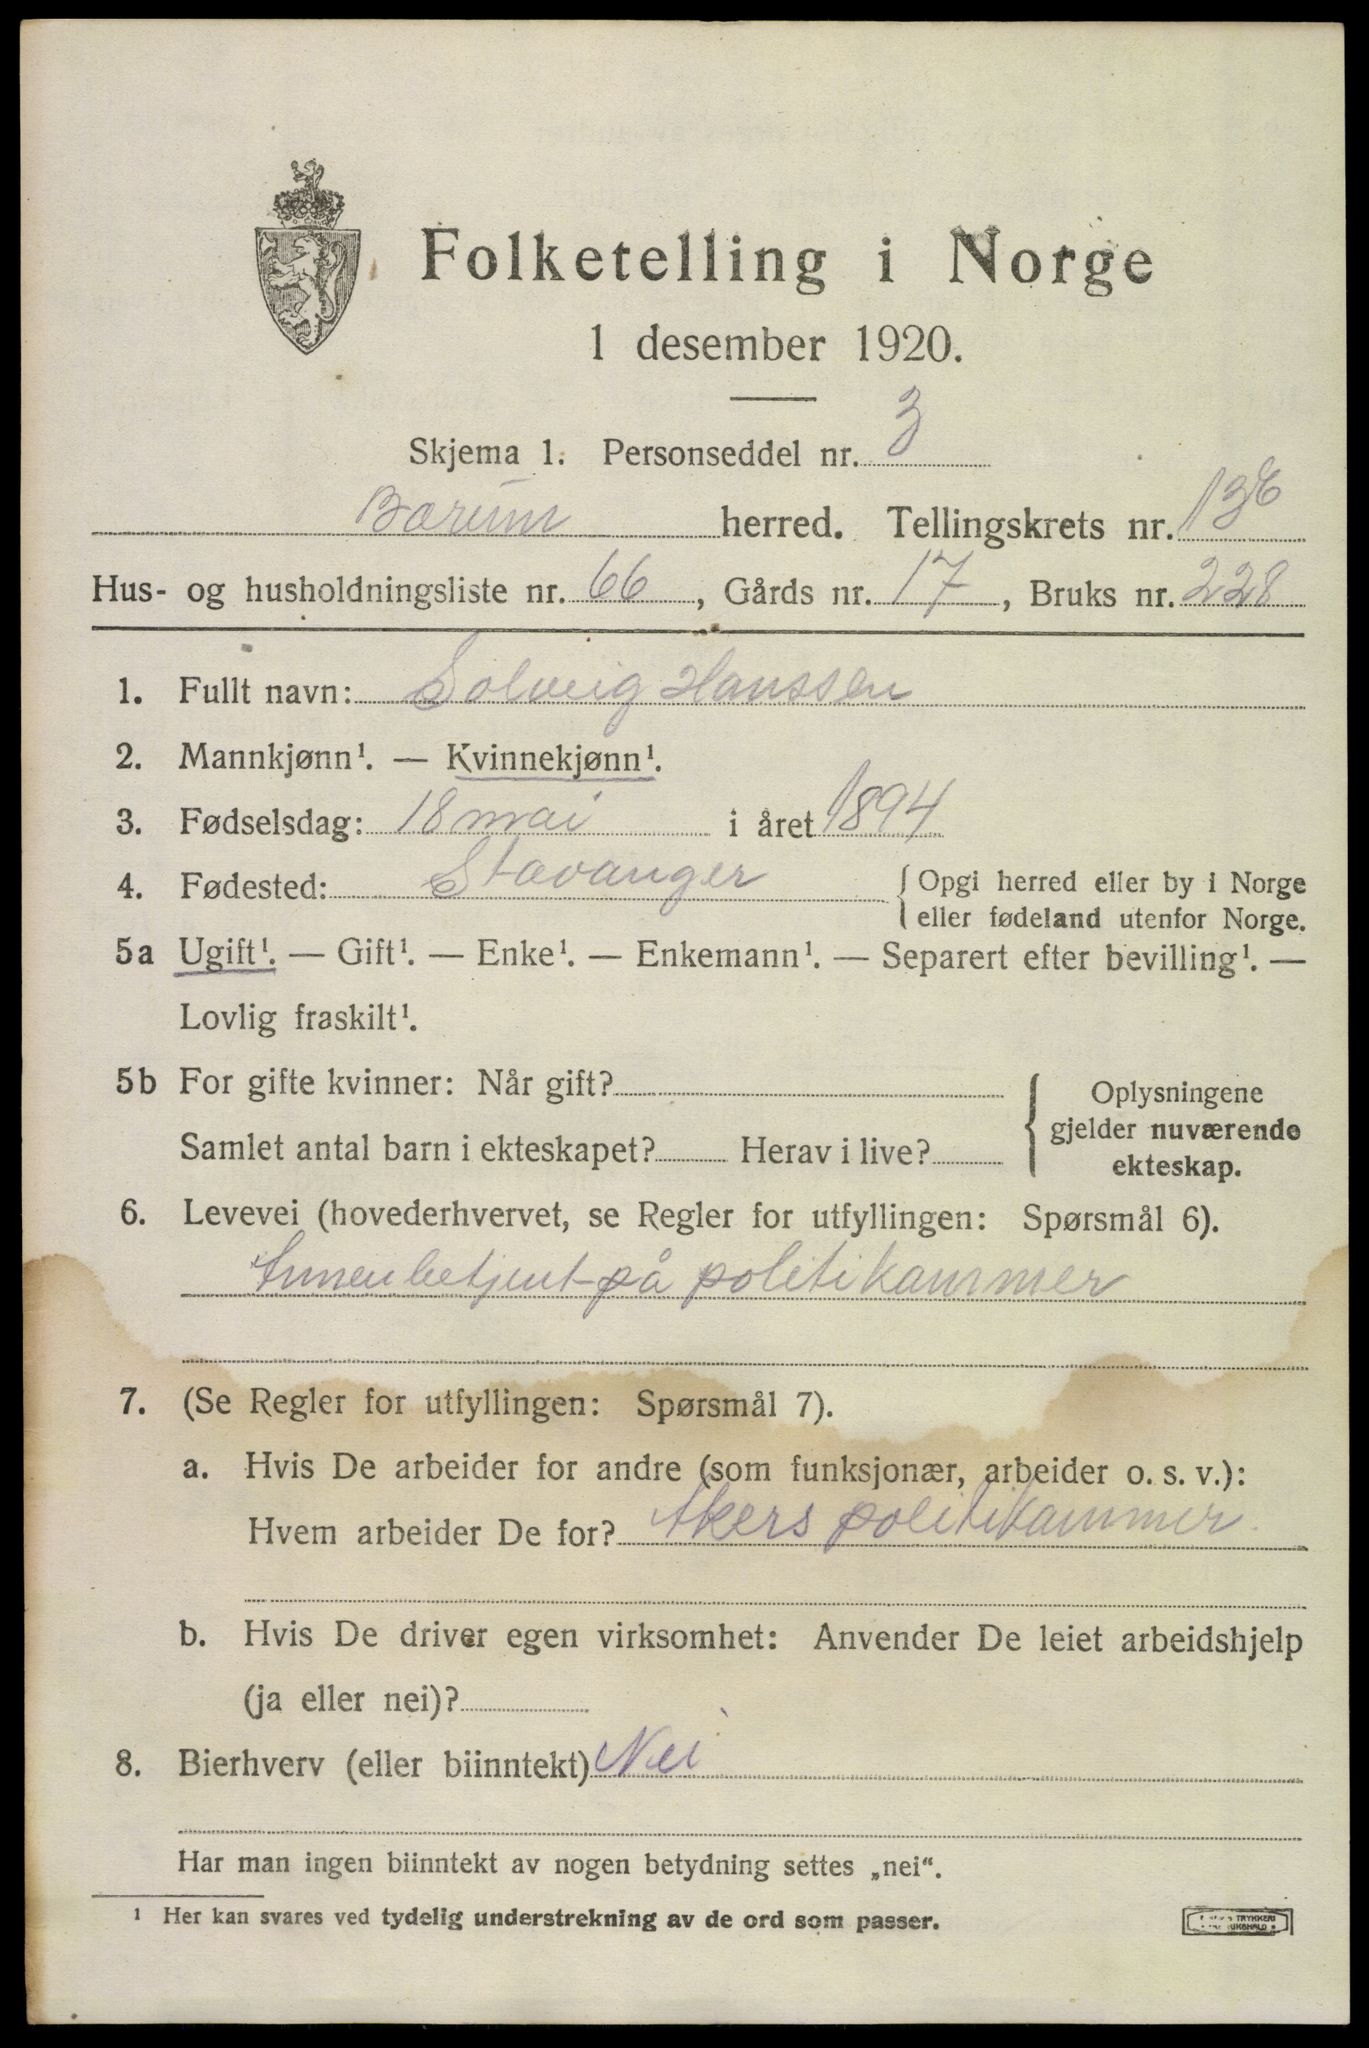 Folketelling i Norge
1 desember 1920.
Skjema 1. Personseddel nr. 3
Bærum herred. Tellingskrets nr. 13c
Hus- og husholdningsliste nr. 66, Gårds nr. 17, Bruks nr. 228
1. Fullt navn: Solveig Hanssen
2. Mannkjønn¹. — Kvinnekjønn¹.
3. Fødselsdag: 18 mai i året 1894
4. Fødested: Stavanger { Opgi herred eller by i Norge
eller fødeland utenfor Norge.
5a Ugift¹. — Gift¹. — Enke¹. — Enkemann¹. — Separert efter bevilling¹. —
Lovlig fraskilt¹.
5b For gifte kvinner: Når gift? { Oplysningene
gjelder nuværende
Samlet antal barn i ekteskapet? Herav i live?
ekteskap.
6. Levevei (hovederhvervet, se Regler for utfyllingen: Spørsmål 6).
Innenbetjent på politikammer
7. (Se Regler for utfyllingen: Spørsmål 7).
a. Hvis De arbeider for andre (som funksjonær, arbeider o. s. v.):
Hvem arbeider De for? Akers politikammer.
b. Hvis De driver egen virksomhet: Anvender De leiet arbeidshjelp
(ja eller nei)?
8. Bierhverv (eller biinntekt) Nei
Har man ingen biinntekt av nogen betydning settes „nei“.
¹ Her kan svares ved tydelig understrekning av de ord som passer.
TRYKKERI